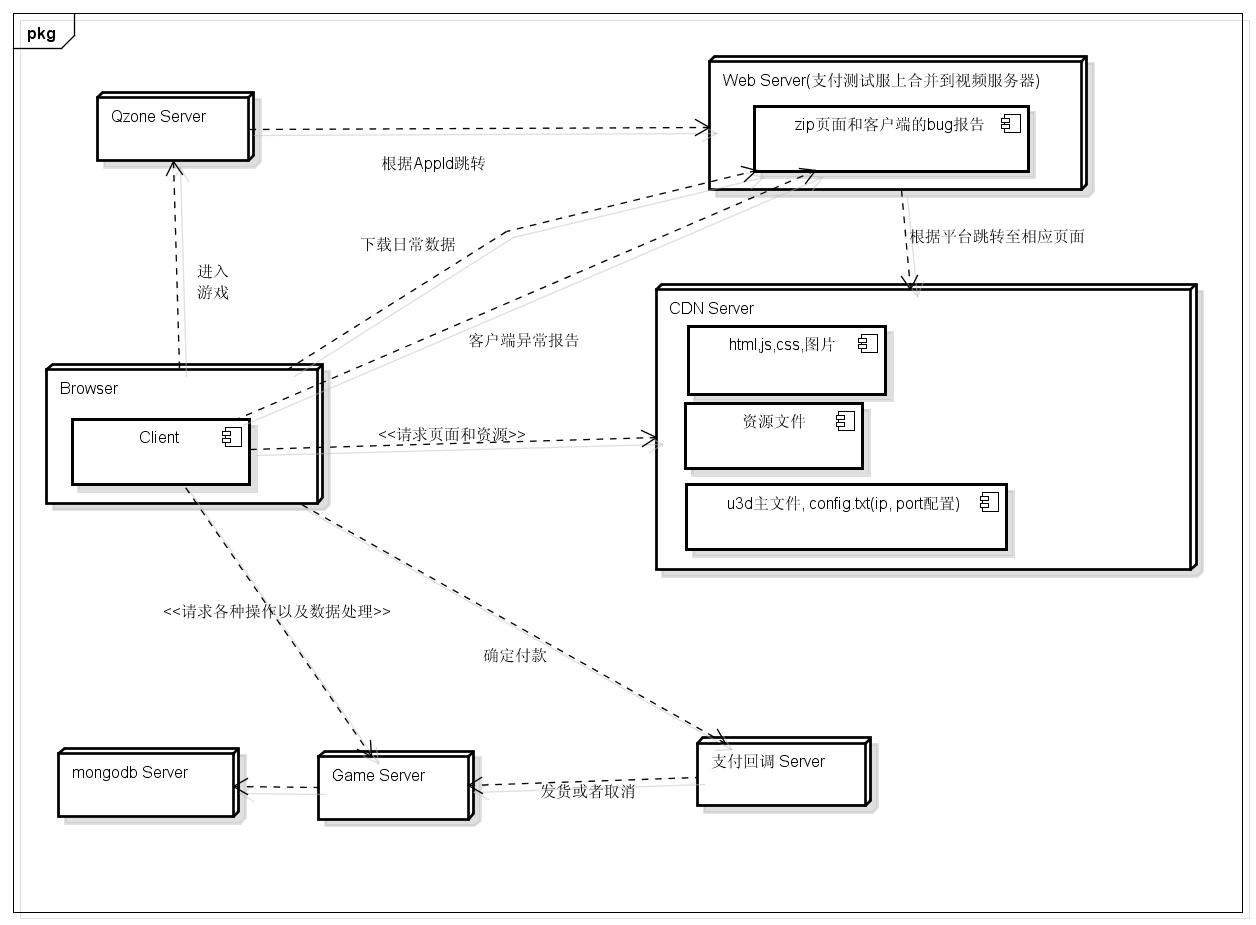 pkg
Web Server(支付测试服上合并到视频服务器)
Qzone Server
zip页面和客户端的bug报告
根据AppId跳转
下载日常数据
根据平台跳转至相应页面
进入
游戏
CDN Server
客户端异常报告
html,js,css,图片
Browser
资源文件
Client
<<请求页面和资源>>
u3d主文件, config.txt(ip, port配置)
<<请求各种操作以及数据处理>>
确定付款
支付回调 Server
mongodb Server
Game Server
发货或者取消